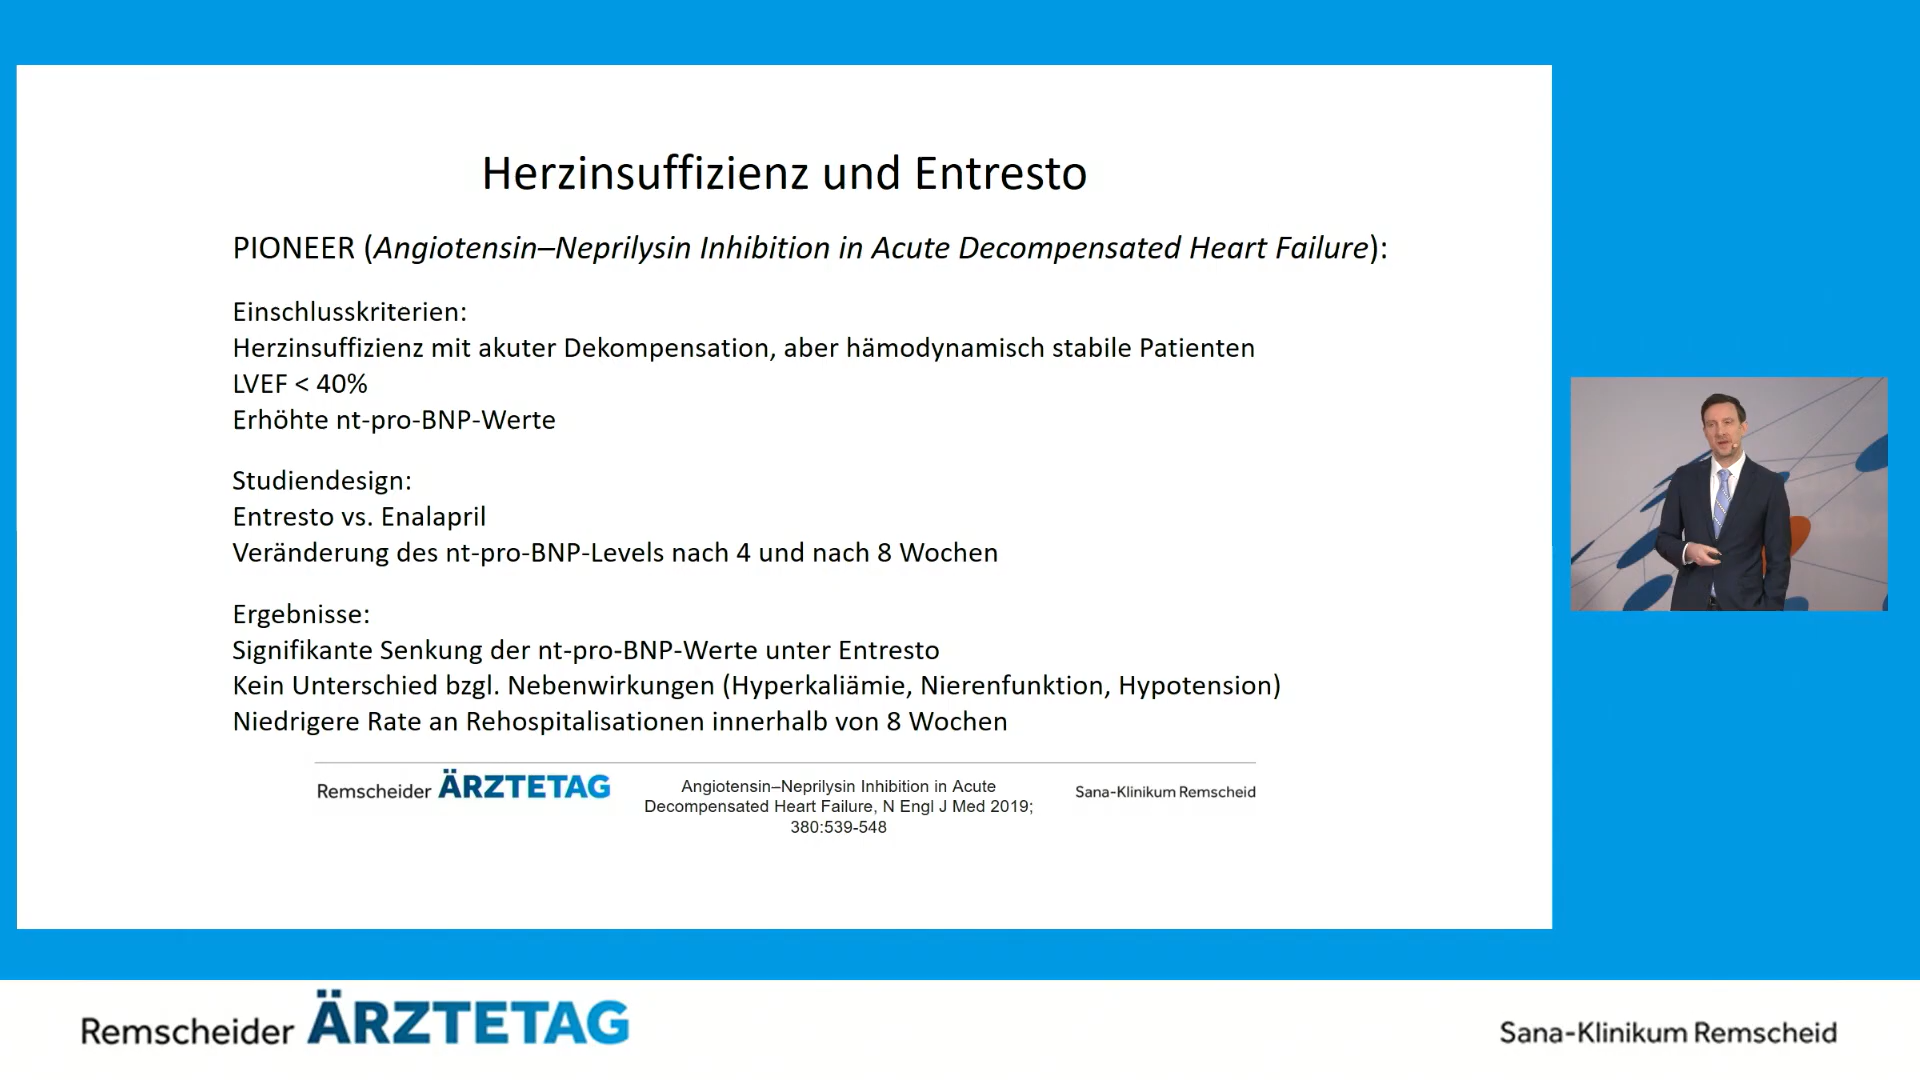 Herzinsuffizienz und Entresto
PIONEER (Angiotensin–Neprilysin Inhibition in Acute Decompensated Heart Failure):
Einschlusskriterien:
Herzinsuffizienz mit akuter Dekompensation, aber hämodynamisch stabile Patienten
LVEF < 40%
Erhöhte nt-pro-BNP-Werte
Studiendesign:
Entresto vs. Enalapril
Veränderung des nt-pro-BNP-Levels nach 4 und nach 8 Wochen
Ergebnisse:
Signifikante Senkung der nt-pro-BNP-Werte unter Entresto
Kein Unterschied bzgl. Nebenwirkungen (Hyperkaliämie, Nierenfunktion, Hypotension)
Niedrigere Rate an Rehospitalisationen innerhalb von 8 Wochen
Remscheider ÄRZTETAG
Angiotensin–Neprilysin Inhibition in Acute
Decompensated Heart Failure, N Engl J Med 2019;
380:539-548
Sana-Klinikum Remscheid
Remscheider ÄRZTETAG
Sana-Klinikum Remscheid